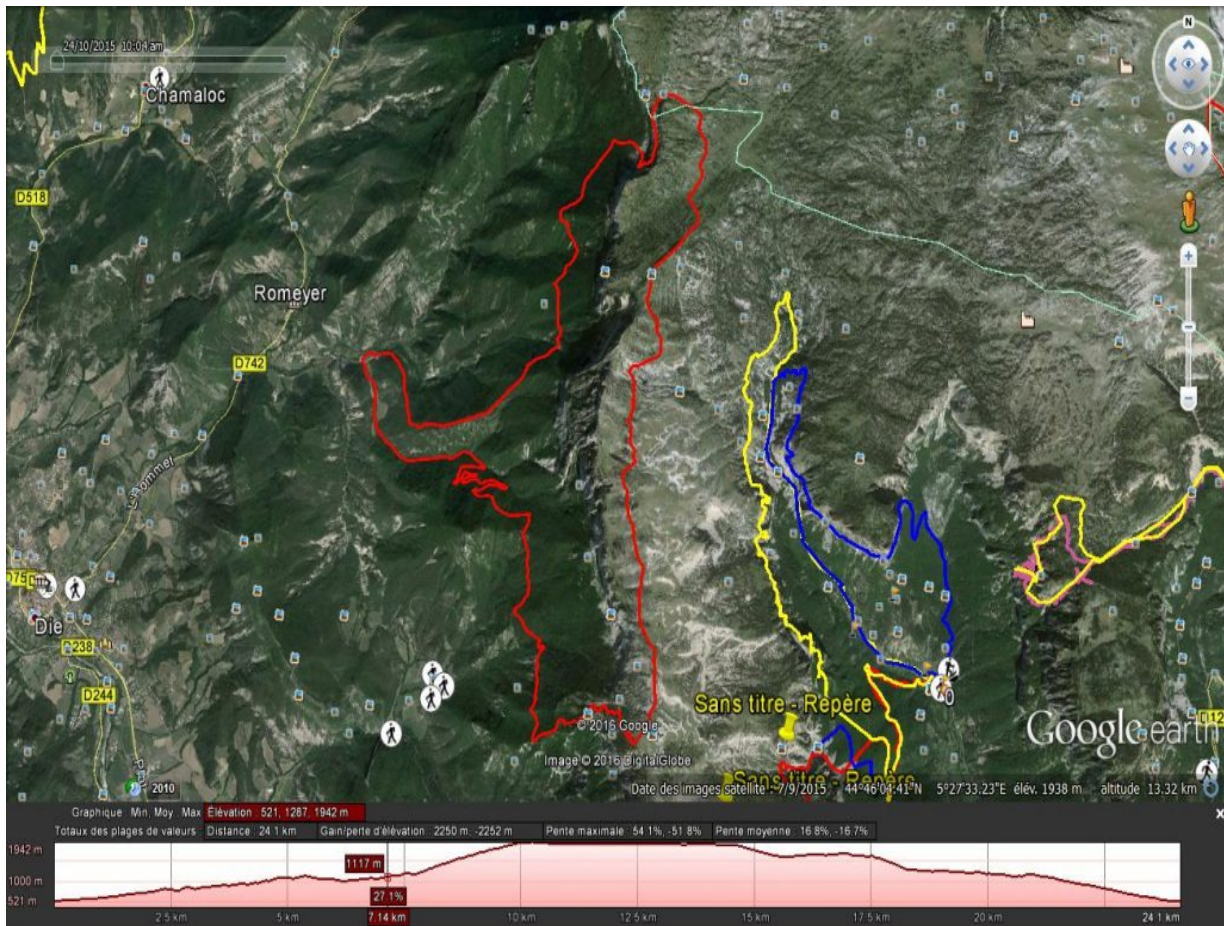 24/10/2015 10:04 am
N
Chamaloc
D518
Romeyer
D742
Die
D238
D244
Sans titre - Repère
© 2016 Google
Google earth
Image © 2016 DigitalGlobe
Sans titre - Repère
2010
Date des images satellite : 7/9/2015 44°46'04.41"N 5°27'33.23"E élév. 1938 m altitude 13.32 km
Graphique Min, Moy, Max Élévation : 521, 1287, 1942 m
Totaux des plages de valeurs : Distance : 24.1 km Gain/perte d'élévation : 2250 m, -2252 m Pente maximale : 54.1%, -51.8% Pente moyenne : 16.8%, -16.7%
1942 m
1117 m
1000 m
27.1%
521 m
2.5 km 5 km 7.14 km 10 km 12.5 km 15 km 17.5 km 20 km 24.1 km